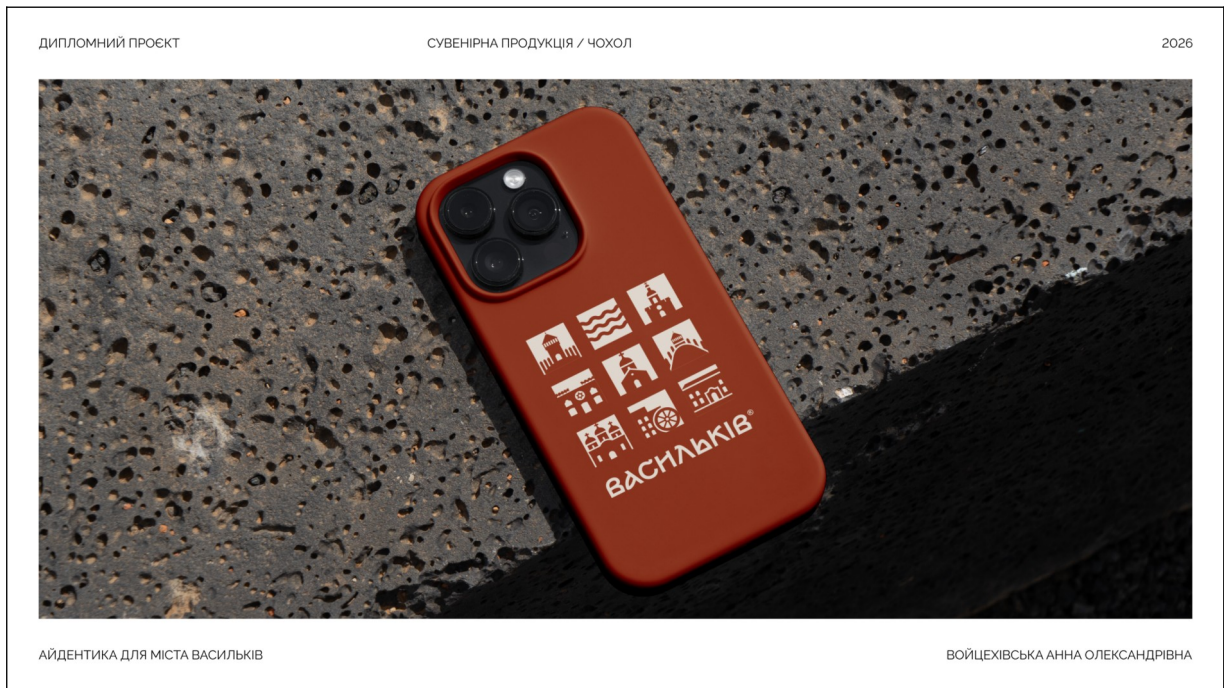 ДИПЛОМНИЙ ПРОЄКТ
СУВЕНІРНА ПРОДУКЦІЯ / ЧОХОЛ
2026
ВАСИЛЬКІВ®
АЙДЕНТИКА ДЛЯ МІСТА ВАСИЛЬКІВ
ВОЙЦЕХІВСЬКА АННА ОЛЕКСАНДРІВНА